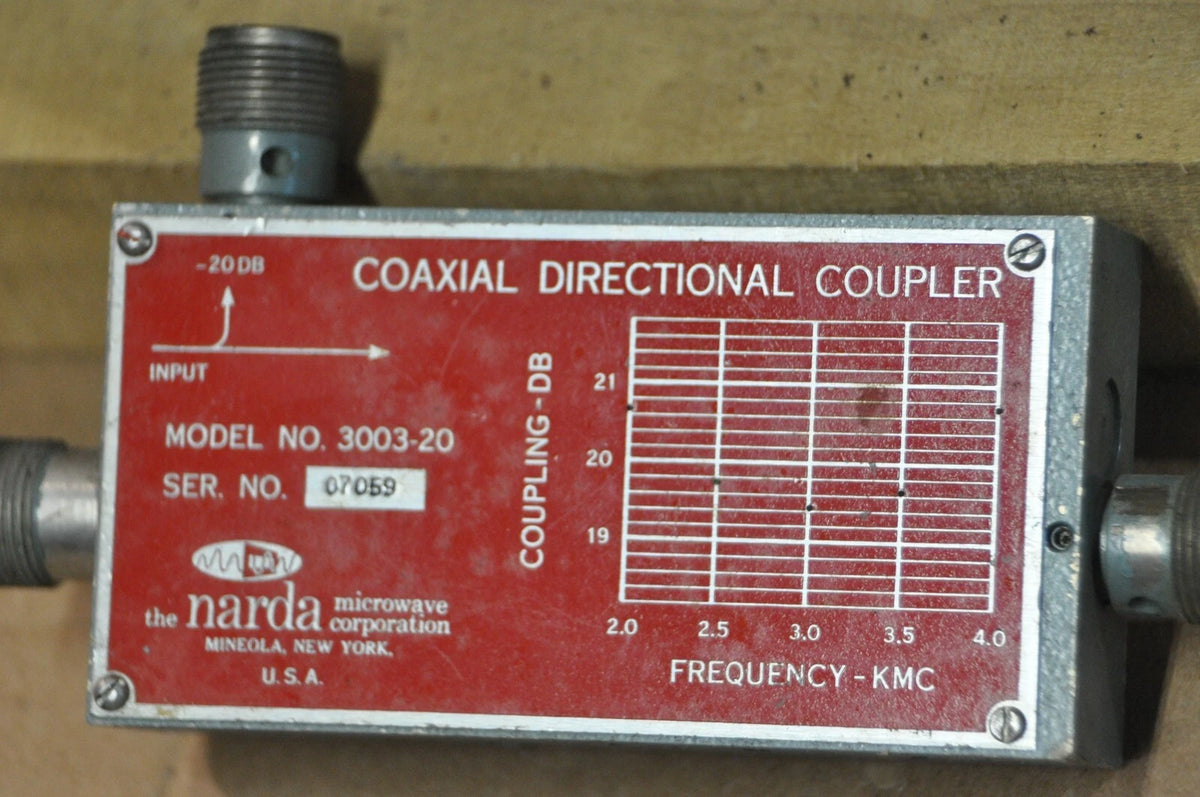 -20 DB
COAXIAL DIRECTIONAL COUPLER
INPUT
MODEL NO. 3003-20
SER. NO. 07059
the narda microwave corporation
MINEOLA, NEW YORK,
U.S.A.
COUPLING-DB
21
20
19
2.0 2.5 3.0 3.5 4.0
FREQUENCY-KMC